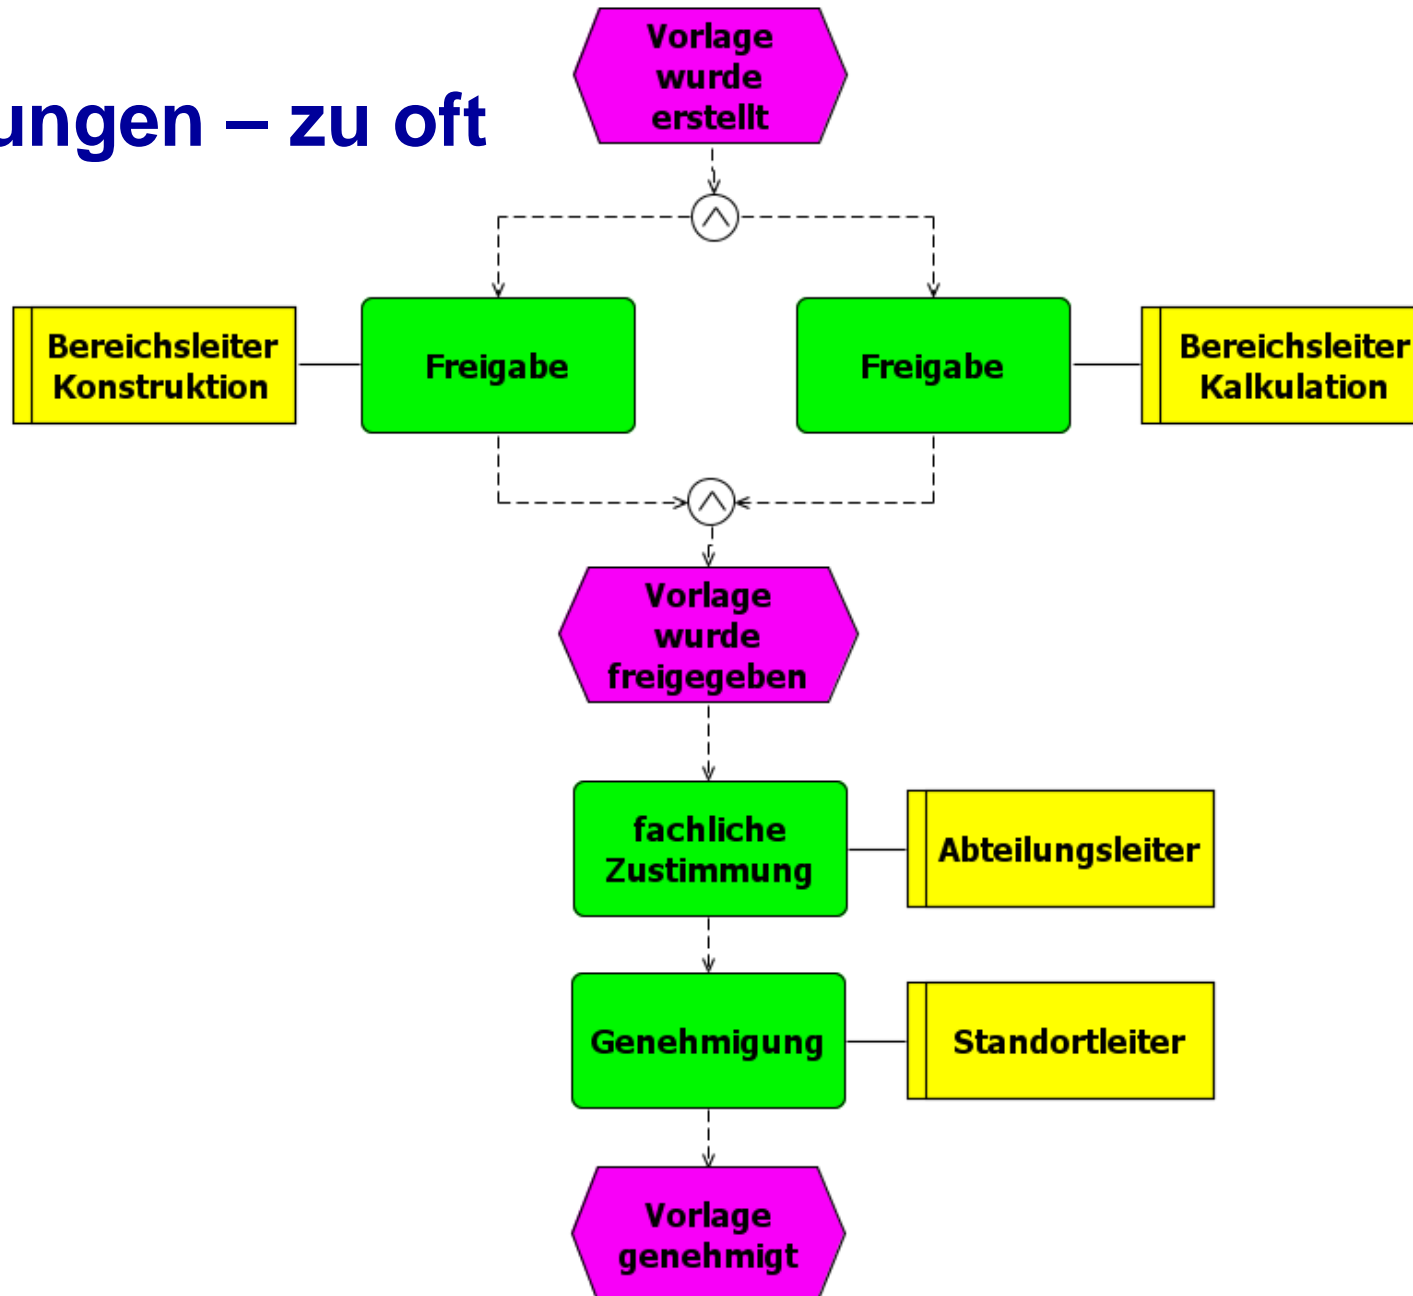 Vorlage
wurde
erstellt
ungen – zu oft
Bereichsleiter
Konstruktion
Freigabe
Freigabe
Bereichsleiter
Kalkulation
Vorlage
wurde
freigegeben
fachliche
Zustimmung
Abteilungsleiter
Genehmigung
Standortleiter
Vorlage
genehmigt